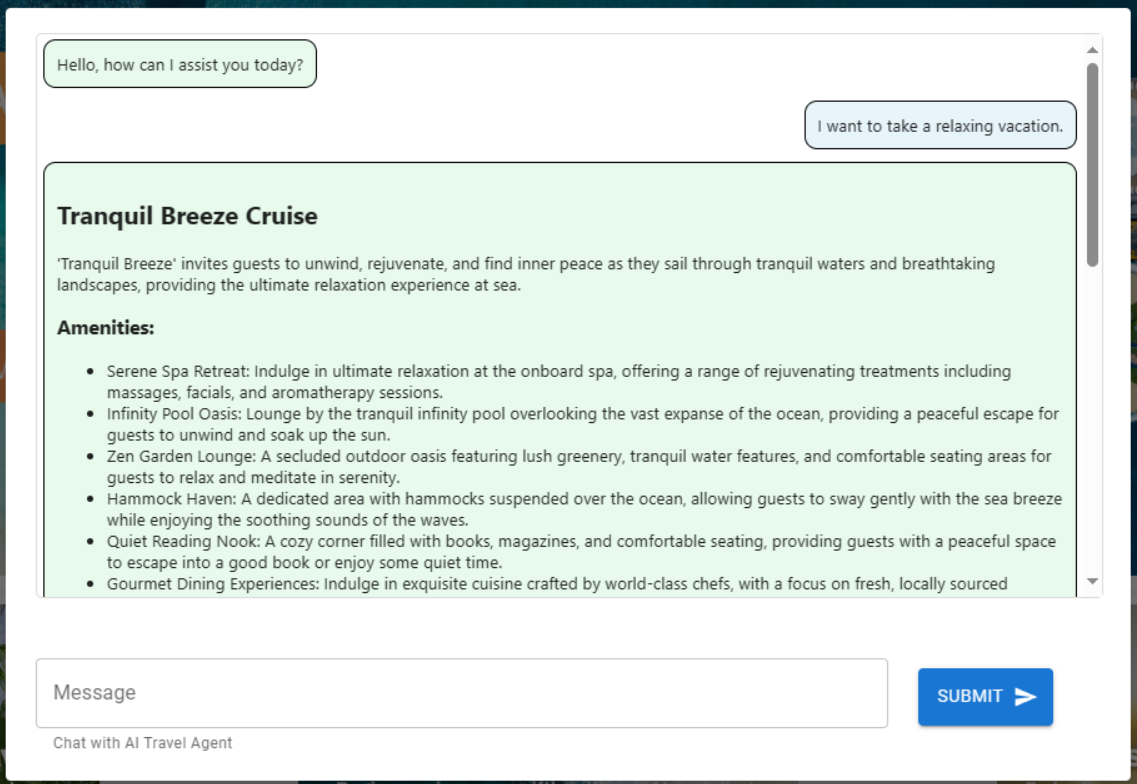 Hello, how can I assist you today?
I want to take a relaxing vacation.
Tranquil Breeze Cruise
'Tranquil Breeze' invites guests to unwind, rejuvenate, and find inner peace as they sail through tranquil waters and breathtaking
landscapes, providing the ultimate relaxation experience at sea.
Amenities:
• Serene Spa Retreat: Indulge in ultimate relaxation at the onboard spa, offering a range of rejuvenating treatments including
massages, facials, and aromatherapy sessions.
• Infinity Pool Oasis: Lounge by the tranquil infinity pool overlooking the vast expanse of the ocean, providing a peaceful escape for
guests to unwind and soak up the sun.
• Zen Garden Lounge: A secluded outdoor oasis featuring lush greenery, tranquil water features, and comfortable seating areas for
guests to relax and meditate in serenity.
• Hammock Haven: A dedicated area with hammocks suspended over the ocean, allowing guests to sway gently with the sea breeze
while enjoying the soothing sounds of the waves.
• Quiet Reading Nook: A cozy corner filled with books, magazines, and comfortable seating, providing guests with a peaceful space
to escape into a good book or enjoy some quiet time.
• Gourmet Dining Experiences: Indulge in exquisite cuisine crafted by world-class chefs, with a focus on fresh, locally sourced
Message
SUBMIT
Chat with AI Travel Agent